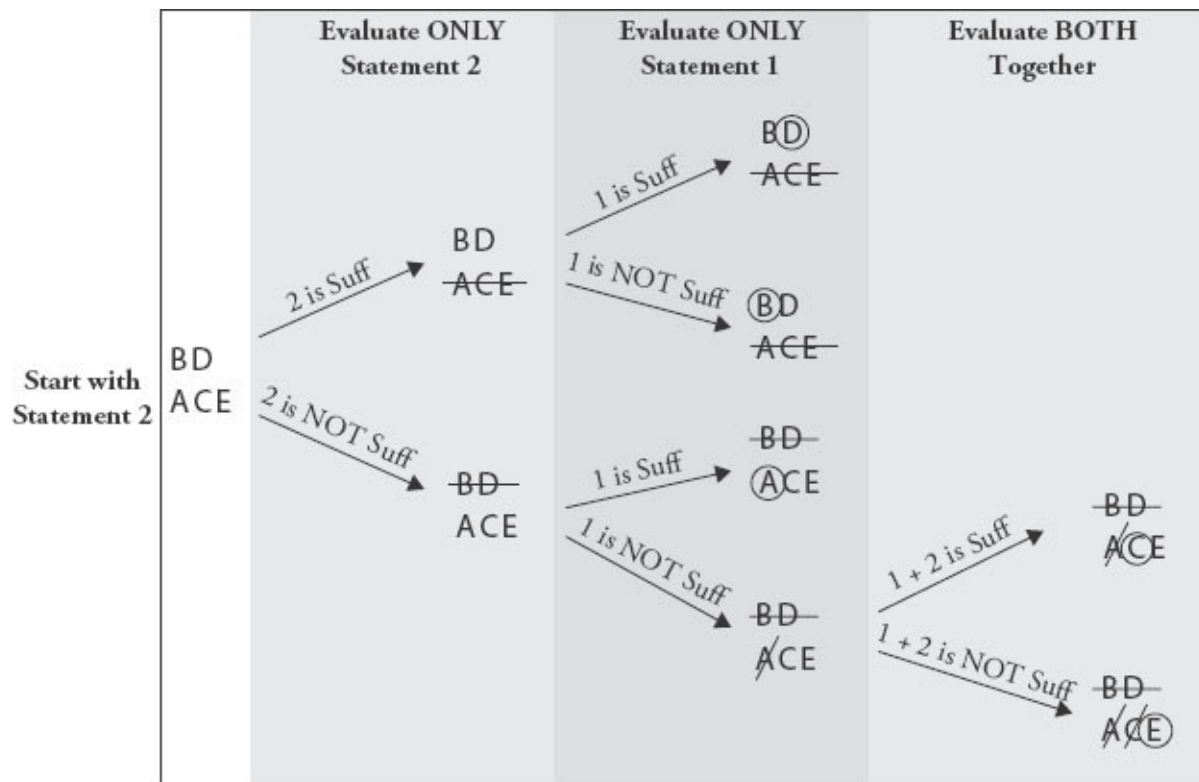 Evaluate ONLY
Statement 2
Evaluate ONLY
Statement 1
Evaluate BOTH
Together
Start with
Statement 2
BD
ACE
2 is Suff
BD
ACE
2 is NOT Suff
BD
ACE
1 is Suff
BD
ACE
1 is NOT Suff
BD
ACE
1 is Suff
BD
ACE
1 is NOT Suff
BD
ACE
1 + 2 is Suff
BD
ACE
1 + 2 is NOT Suff
BD
ACE